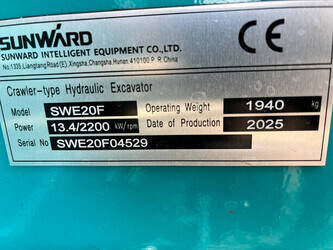 SUNWARD
SUNWARD INTELLIGENT EQUIPMENT CO.,LTD.
No.1335, Liangtang Road(E), Xingsha, Changsha, Hunan, 410100 P. R. China
CE
Crawler-type Hydraulic Excavator
Model SWE20F Operating Weight 1940 kg
Power 13.4/2200 kW/rpm Date of Production 2025
Serial No SWE20F04529